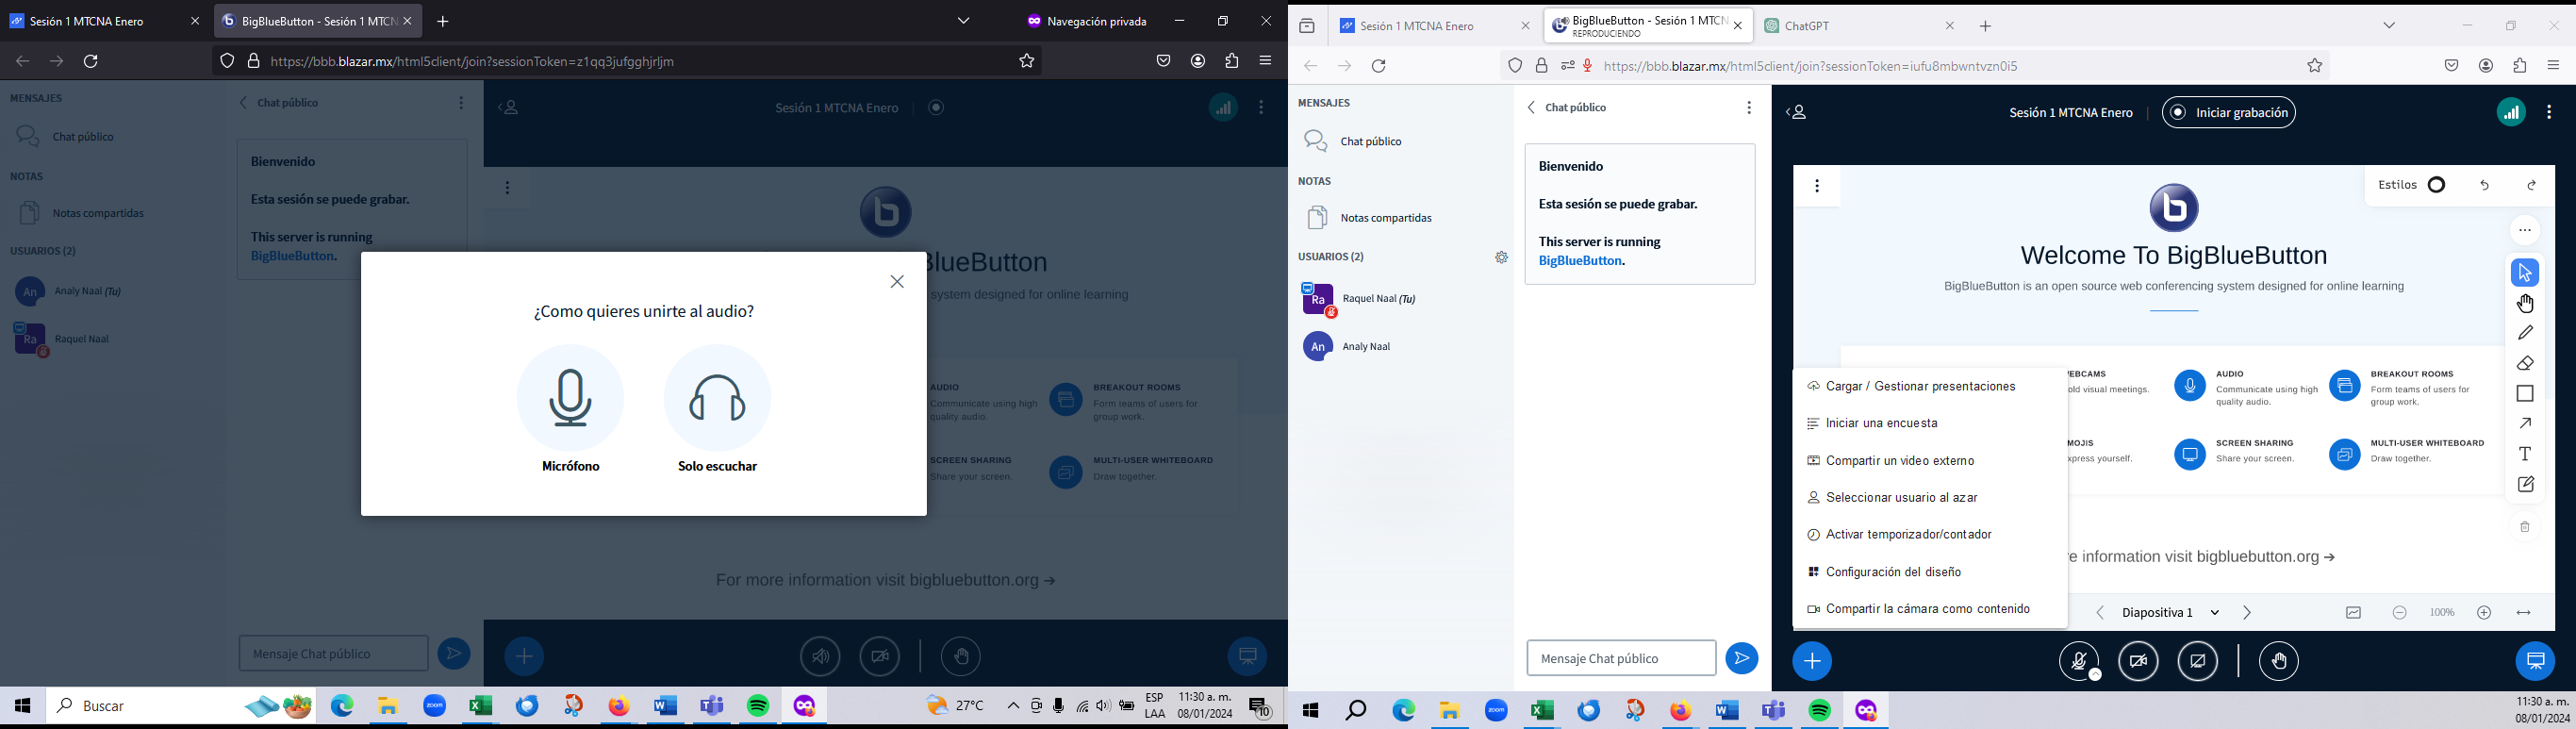 Sesión 1 MTCNA Enero
BigBlueButton - Sesión 1 MTCN
Navegación privada
https://bbb.blazar.mx/html5client/join?sessionToken=z1qq3jufgghjrljm
MENSAJES
Chat público
NOTAS
Notas compartidas
USUARIOS (2)
An
Analy Naal (Tu)
Ra
Raquel Naal
Chat público
Bienvenido
Esta sesión se puede grabar.
This server is running
BigBlueButton.
Mensaje Chat público
Sesión 1 MTCNA Enero
b
BlueButton
system designed for online learning
AUDIO
Communicate using high
quality audio.
BREAKOUT ROOMS
Form teams of users for
group work.
SCREEN SHARING
Share your screen.
MULTI-USER WHITEBOARD
Draw together.
For more information visit bigbluebutton.org →
¿Como quieres unirte al audio?
Micrófono
Solo escuchar
Buscar
zoom
27°C
ESP
LAA
11:30 a. m.
08/01/2024
10
Sesión 1 MTCNA Enero
BigBlueButton - Sesión 1 MTCN
REPRODUCIENDO
ChatGPT
https://bbb.blazar.mx/html5client/join?sessionToken=iufu8mbwntvzn0i5
MENSAJES
Chat público
NOTAS
Notas compartidas
USUARIOS (2)
Ra
Raquel Naal (Tu)
An
Analy Naal
Chat público
Bienvenido
Esta sesión se puede grabar.
This server is running
BigBlueButton.
Mensaje Chat público
Sesión 1 MTCNA Enero
Iniciar grabación
Estilos
b
Welcome To BigBlueButton
BigBlueButton is an open source web conferencing system designed for online learning
EBCAMS
old visual meetings.
AUDIO
Communicate using high
quality audio.
BREAKOUT ROOMS
Form teams of users for
group work.
MOJIS
xpress yourself.
SCREEN SHARING
Share your screen.
MULTI-USER WHITEBOARD
Draw together.
re information visit bigbluebutton.org →
Cargar / Gestionar presentaciones
Iniciar una encuesta
Compartir un video externo
Seleccionar usuario al azar
Activar temporizador/contador
Configuración del diseño
Compartir la cámara como contenido
Diapositiva 1
100%
T
zoom
11:30 a. m.
08/01/2024